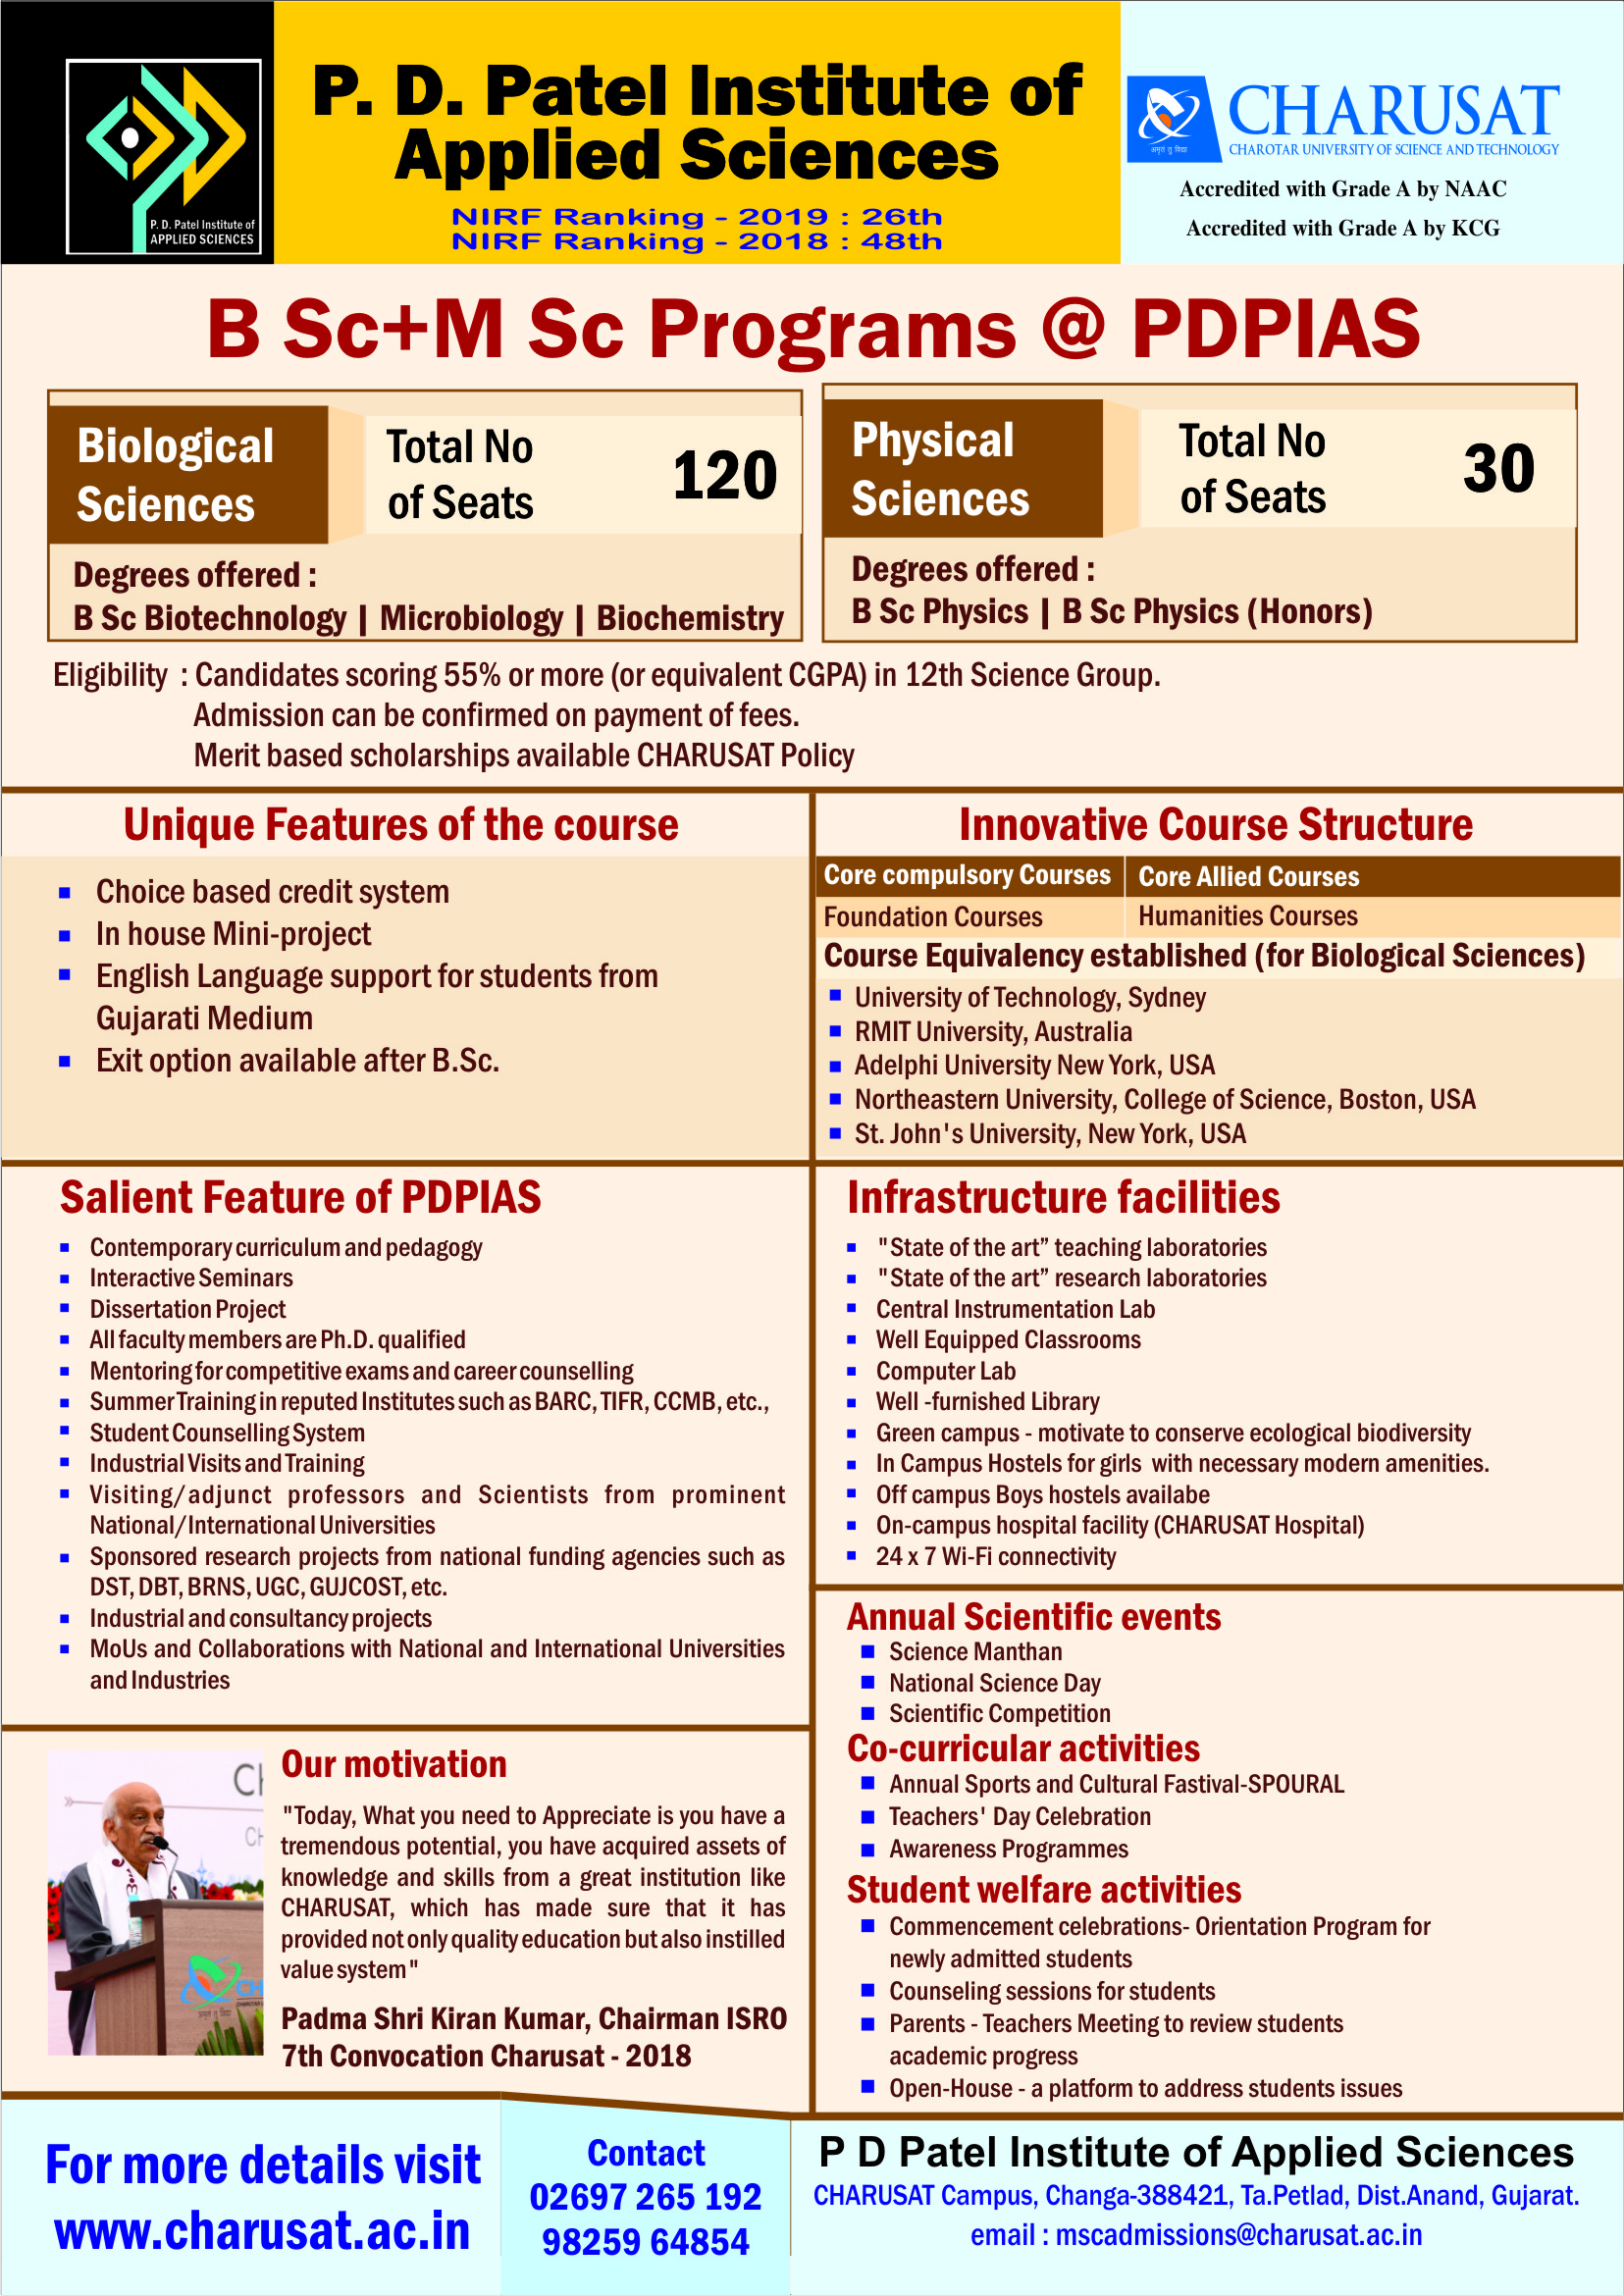 P. D. Patel Institute of
APPLIED SCIENCES
P. D. Patel Institute of
Applied Sciences
NIRF Ranking - 2019 : 26th
NIRF Ranking - 2018 : 48th
अमृतं तु विद्या
CHARUSAT
CHAROTAR UNIVERSITY OF SCIENCE AND TECHNOLOGY
Accredited with Grade A by NAAC
Accredited with Grade A by KCG
B Sc+M Sc Programs @ PDPIAS
Biological
Sciences
Total No
of Seats
120
Degrees offered :
B Sc Biotechnology | Microbiology | Biochemistry
Physical
Sciences
Total No
of Seats
30
Degrees offered :
B Sc Physics | B Sc Physics (Honors)
Eligibility : Candidates scoring 55% or more (or equivalent CGPA) in 12th Science Group.
Admission can be confirmed on payment of fees.
Merit based scholarships available CHARUSAT Policy
Unique Features of the course
Choice based credit system
In house Mini-project
English Language support for students from
Gujarati Medium
Exit option available after B.Sc.
Innovative Course Structure
Core compulsory Courses
Core Allied Courses
Foundation Courses
Humanities Courses
Course Equivalency established (for Biological Sciences)
University of Technology, Sydney
RMIT University, Australia
Adelphi University New York, USA
Northeastern University, College of Science, Boston, USA
St. John's University, New York, USA
Salient Feature of PDPIAS
Contemporary curriculum and pedagogy
Interactive Seminars
Dissertation Project
All faculty members are Ph.D. qualified
Mentoring for competitive exams and career counselling
Summer Training in reputed Institutes such as BARC, TIFR, CCMB, etc.,
Student Counselling System
Industrial Visits and Training
Visiting/adjunct professors and Scientists from prominent
National/International Universities
Sponsored research projects from national funding agencies such as
DST, DBT, BRNS, UGC, GUJCOST, etc.
Industrial and consultancy projects
MoUs and Collaborations with National and International Universities
and Industries
Infrastructure facilities
"State of the art” teaching laboratories
"State of the art” research laboratories
Central Instrumentation Lab
Well Equipped Classrooms
Computer Lab
Well -furnished Library
Green campus - motivate to conserve ecological biodiversity
In Campus Hostels for girls with necessary modern amenities.
Off campus Boys hostels availabe
On-campus hospital facility (CHARUSAT Hospital)
24 x 7 Wi-Fi connectivity
Annual Scientific events
Science Manthan
National Science Day
Scientific Competition
Co-curricular activities
Annual Sports and Cultural Fastival-SPOURAL
Teachers' Day Celebration
Awareness Programmes
Student welfare activities
Commencement celebrations- Orientation Program for
newly admitted students
Counseling sessions for students
Parents - Teachers Meeting to review students
academic progress
Open-House - a platform to address students issues
Our motivation
"Today, What you need to Appreciate is you have a
tremendous potential, you have acquired assets of
knowledge and skills from a great institution like
CHARUSAT, which has made sure that it has
provided not only quality education but also instilled
value system"
Padma Shri Kiran Kumar, Chairman ISRO
7th Convocation Charusat - 2018
For more details visit
www.charusat.ac.in
Contact
02697 265 192
98259 64854
P D Patel Institute of Applied Sciences
CHARUSAT Campus, Changa-388421, Ta.Petlad, Dist.Anand, Gujarat.
email : mscadmissions@charusat.ac.in